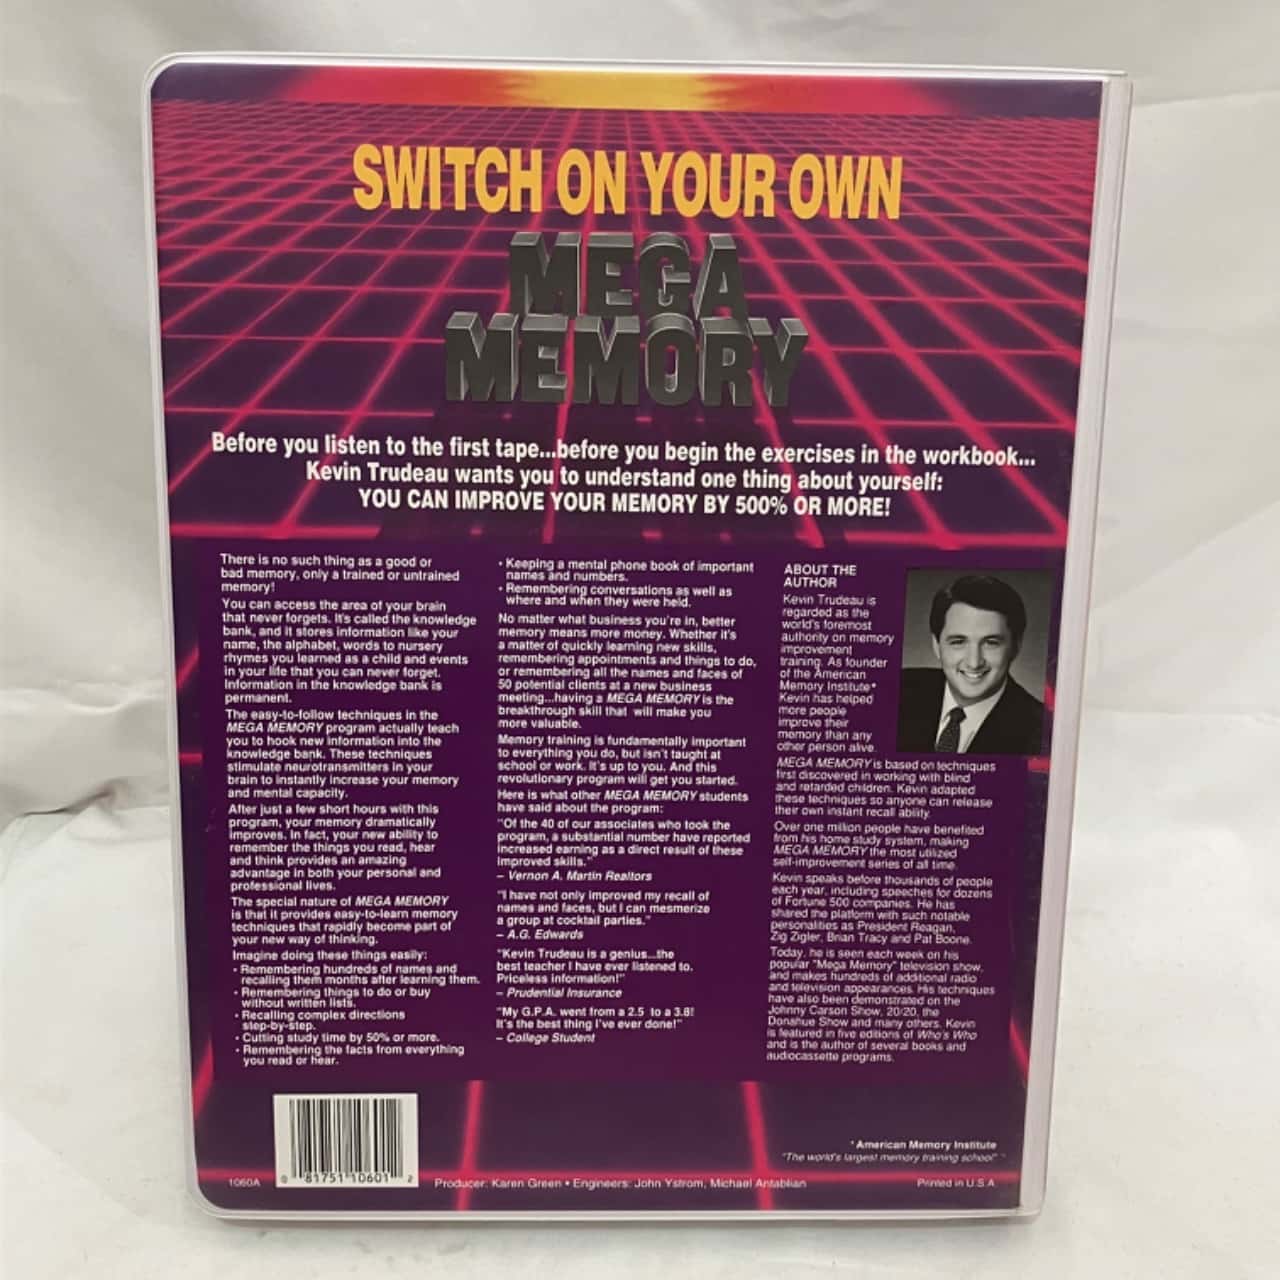 SWITCH ON YOUR OWN
MEGA
MEMORY
Before you listen to the first tape...before you begin the exercises in the workbook...
Kevin Trudeau wants you to understand one thing about yourself:
YOU CAN IMPROVE YOUR MEMORY BY 500% OR MORE!
There is no such thing as a good or
bad memory, only a trained or untrained
memory!
You can access the area of your brain
that never forgets. It's called the knowledge
bank, and it stores information like your
name, the alphabet, words to nursery
rhymes you learned as a child and events
in your life that you can never forget.
Information in the knowledge bank is
permanent.
The easy-to-follow techniques in the
MEGA MEMORY program actually teach
you to hook new information into the
knowledge bank. These techniques
stimulate neurotransmitters in your
brain to instantly increase your memory
and mental capacity.
After just a few short hours with this
program, your memory dramatically
improves. In fact, your new ability to
remember the things you read, hear
and think provides an amazing
advantage in both your personal and
professional lives.
The special nature of MEGA MEMORY
is that it provides easy-to-learn memory
techniques that rapidly become part of
your new way of thinking.
Imagine doing these things easily:
• Remembering hundreds of names and
recalling them months after learning them.
• Remembering things to do or buy
without written lists.
• Recalling complex directions
step-by-step.
• Cutting study time by 50% or more.
• Remembering the facts from everything
you read or hear.
• Keeping a mental phone book of important
names and numbers.
• Remembering conversations as well as
where and when they were held.
No matter what business you're in, better
memory means more money. Whether it's
a matter of quickly learning new skills,
remembering appointments and things to do,
or remembering all the names and faces of
50 potential clients at a new business
meeting...having a MEGA MEMORY is the
breakthrough skill that will make you
more valuable.
Memory training is fundamentally important
to everything you do, but isn't taught at
school or work. It's up to you. And this
revolutionary program will get you started.
Here is what other MEGA MEMORY students
have said about the program:
"Of the 40 of our associates who took the
program, a substantial number have reported
increased earning as a direct result of these
improved skills."
– Vernon A. Martin Realtors
"I have not only improved my recall of
names and faces, but I can mesmerize
a group at cocktail parties."
– A.G. Edwards
"Kevin Trudeau is a genius...the
best teacher I have ever listened to.
Priceless information!"
– Prudential Insurance
"My G.P.A. went from a 2.5 to a 3.8!
It's the best thing I've ever done!"
– College Student
ABOUT THE
AUTHOR
Kevin Trudeau is
regarded as the
world's foremost
authority on memory
improvement
training. As founder
of the American
Memory Institute*
Kevin has helped
more people
improve their
memory than any
other person alive.
MEGA MEMORY is based on techniques
first discovered in working with blind
and retarded children. Kevin adapted
these techniques so anyone can release
their own instant recall ability.
Over one million people have benefited
from his home study system, making
MEGA MEMORY the most utilized
self-improvement series of all time.
Kevin speaks before thousands of people
each year, including speeches for dozens
of Fortune 500 companies. He has
shared the platform with such notable
personalities as President Reagan,
Zig Zigler, Brian Tracy and Pat Boone.
Today, he is seen each week on his
popular "Mega Memory" television show,
and makes hundreds of additional radio
and television appearances. His techniques
have also been demonstrated on the
Johnny Carson Show, 20/20, the
Donahue Show and many others. Kevin
is featured in five editions of Who's Who
and is the author of several books and
audiocassette programs.
* American Memory Institute
"The world's largest memory training school"
1060A
0 81751 10601 2
Producer: Karen Green • Engineers: John Ystrom, Michael Antablian
Printed in U.S.A.